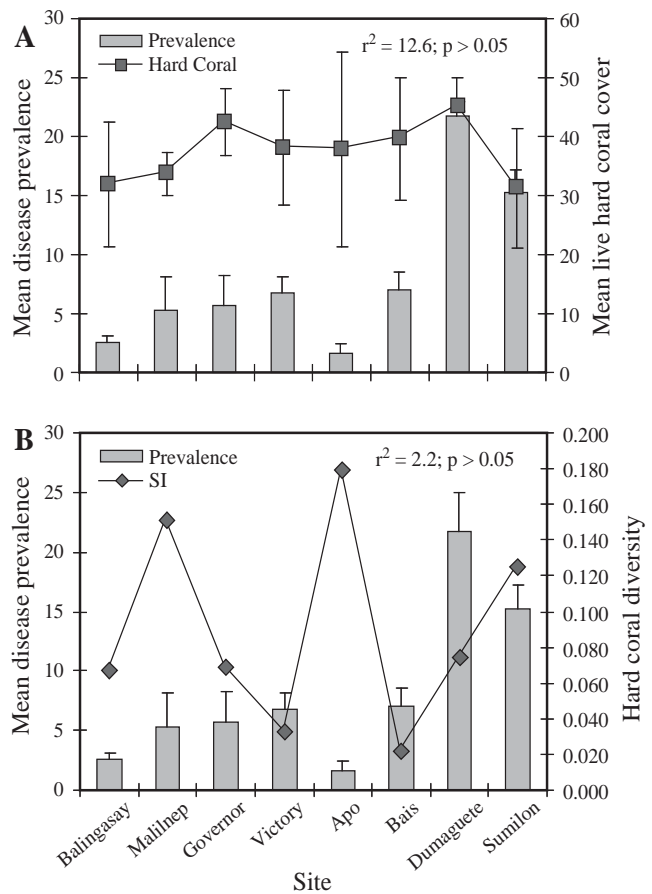 A
Prevalence
Hard Coral
r² = 12.6; p > 0.05
Mean disease prevalence
30
25
20
15
10
5
0
60
50
40
30
20
10
0
Mean live hard coral cover
B
Prevalence
SI
r² = 2.2; p > 0.05
Mean disease prevalence
30
25
20
15
10
5
0
0.200
0.180
0.160
0.140
0.120
0.100
0.080
0.060
0.040
0.020
0.000
Hard coral diversity
Balingasay
Malilnep
Governor
Victory
Apo
Bais
Dumaguete
Sumilon
Site